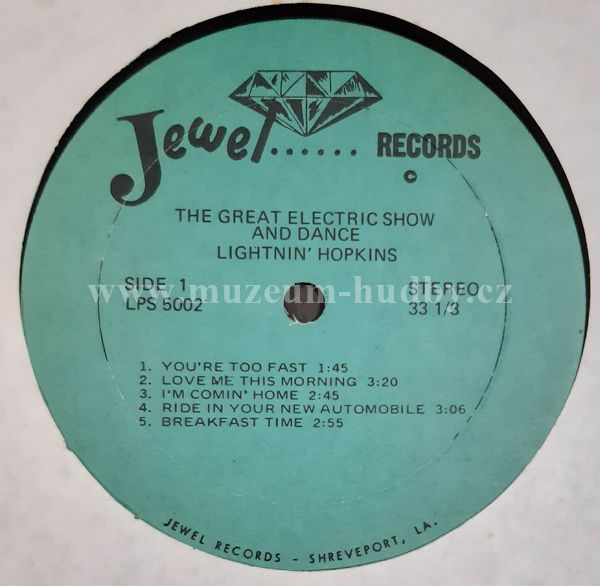 Jewel...... RECORDS
©
THE GREAT ELECTRIC SHOW
AND DANCE
LIGHTNIN' HOPKINS
SIDE 1 STEREO
LPS 5002 33 1/3
www.muzeum-hudby.cz
1. YOU'RE TOO FAST 1:45
2. LOVE ME THIS MORNING 3:20
3. I'M COMIN' HOME 2:45
4. RIDE IN YOUR NEW AUTOMOBILE 3:06
5. BREAKFAST TIME 2:55
JEWEL RECORDS - SHREVEPORT, LA.